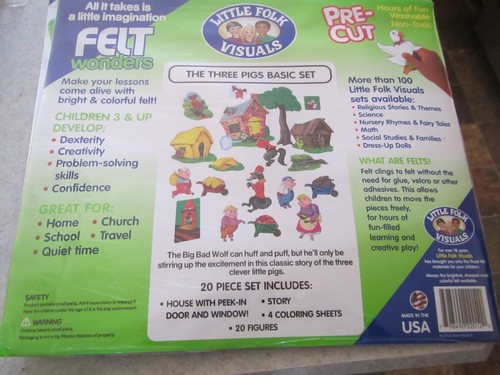 All it takes is
a little imagination
FELT
wonders
LITTLE FOLK
VISUALS
PRE-
CUT
Hours of Fun
Washable
Non-Toxic
Make your lessons
come alive with
bright & colorful felt!
CHILDREN 3 & UP
DEVELOP:
• Dexterity
• Creativity
• Problem-solving
skills
• Confidence
GREAT FOR:
• Home • Church
• School • Travel
• Quiet time
THE THREE PIGS BASIC SET
The Big Bad Wolf can huff and puff, but he'll only be
stirring up the excitement in this classic story of the three
clever little pigs.
20 PIECE SET INCLUDES:
• HOUSE WITH PEEK-IN
DOOR AND WINDOW!
• STORY
• 4 COLORING SHEETS
• 20 FIGURES
More than 100
Little Folk Visuals
sets available:
• Religious Stories & Themes
• Science
• Nursery Rhymes & Fairy Tales
• Math
• Social Studies & Families
• Dress-Up Dolls
WHAT ARE FELTS!
Felt clings to felt without the
need for glue, velcro or other
adhesives. This allows
children to move the
pieces freely,
for hours of
fun-filled
learning and
creative play!
LITTLE FOLK
VISUALS
Little Folk Visuals
MADE IN THE
USA
SAFETY
WARNING